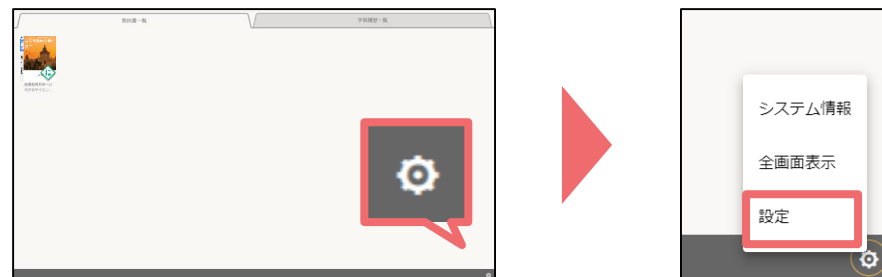 教科書一覧
学習履歴一覧
システム情報
全画面表示
設定